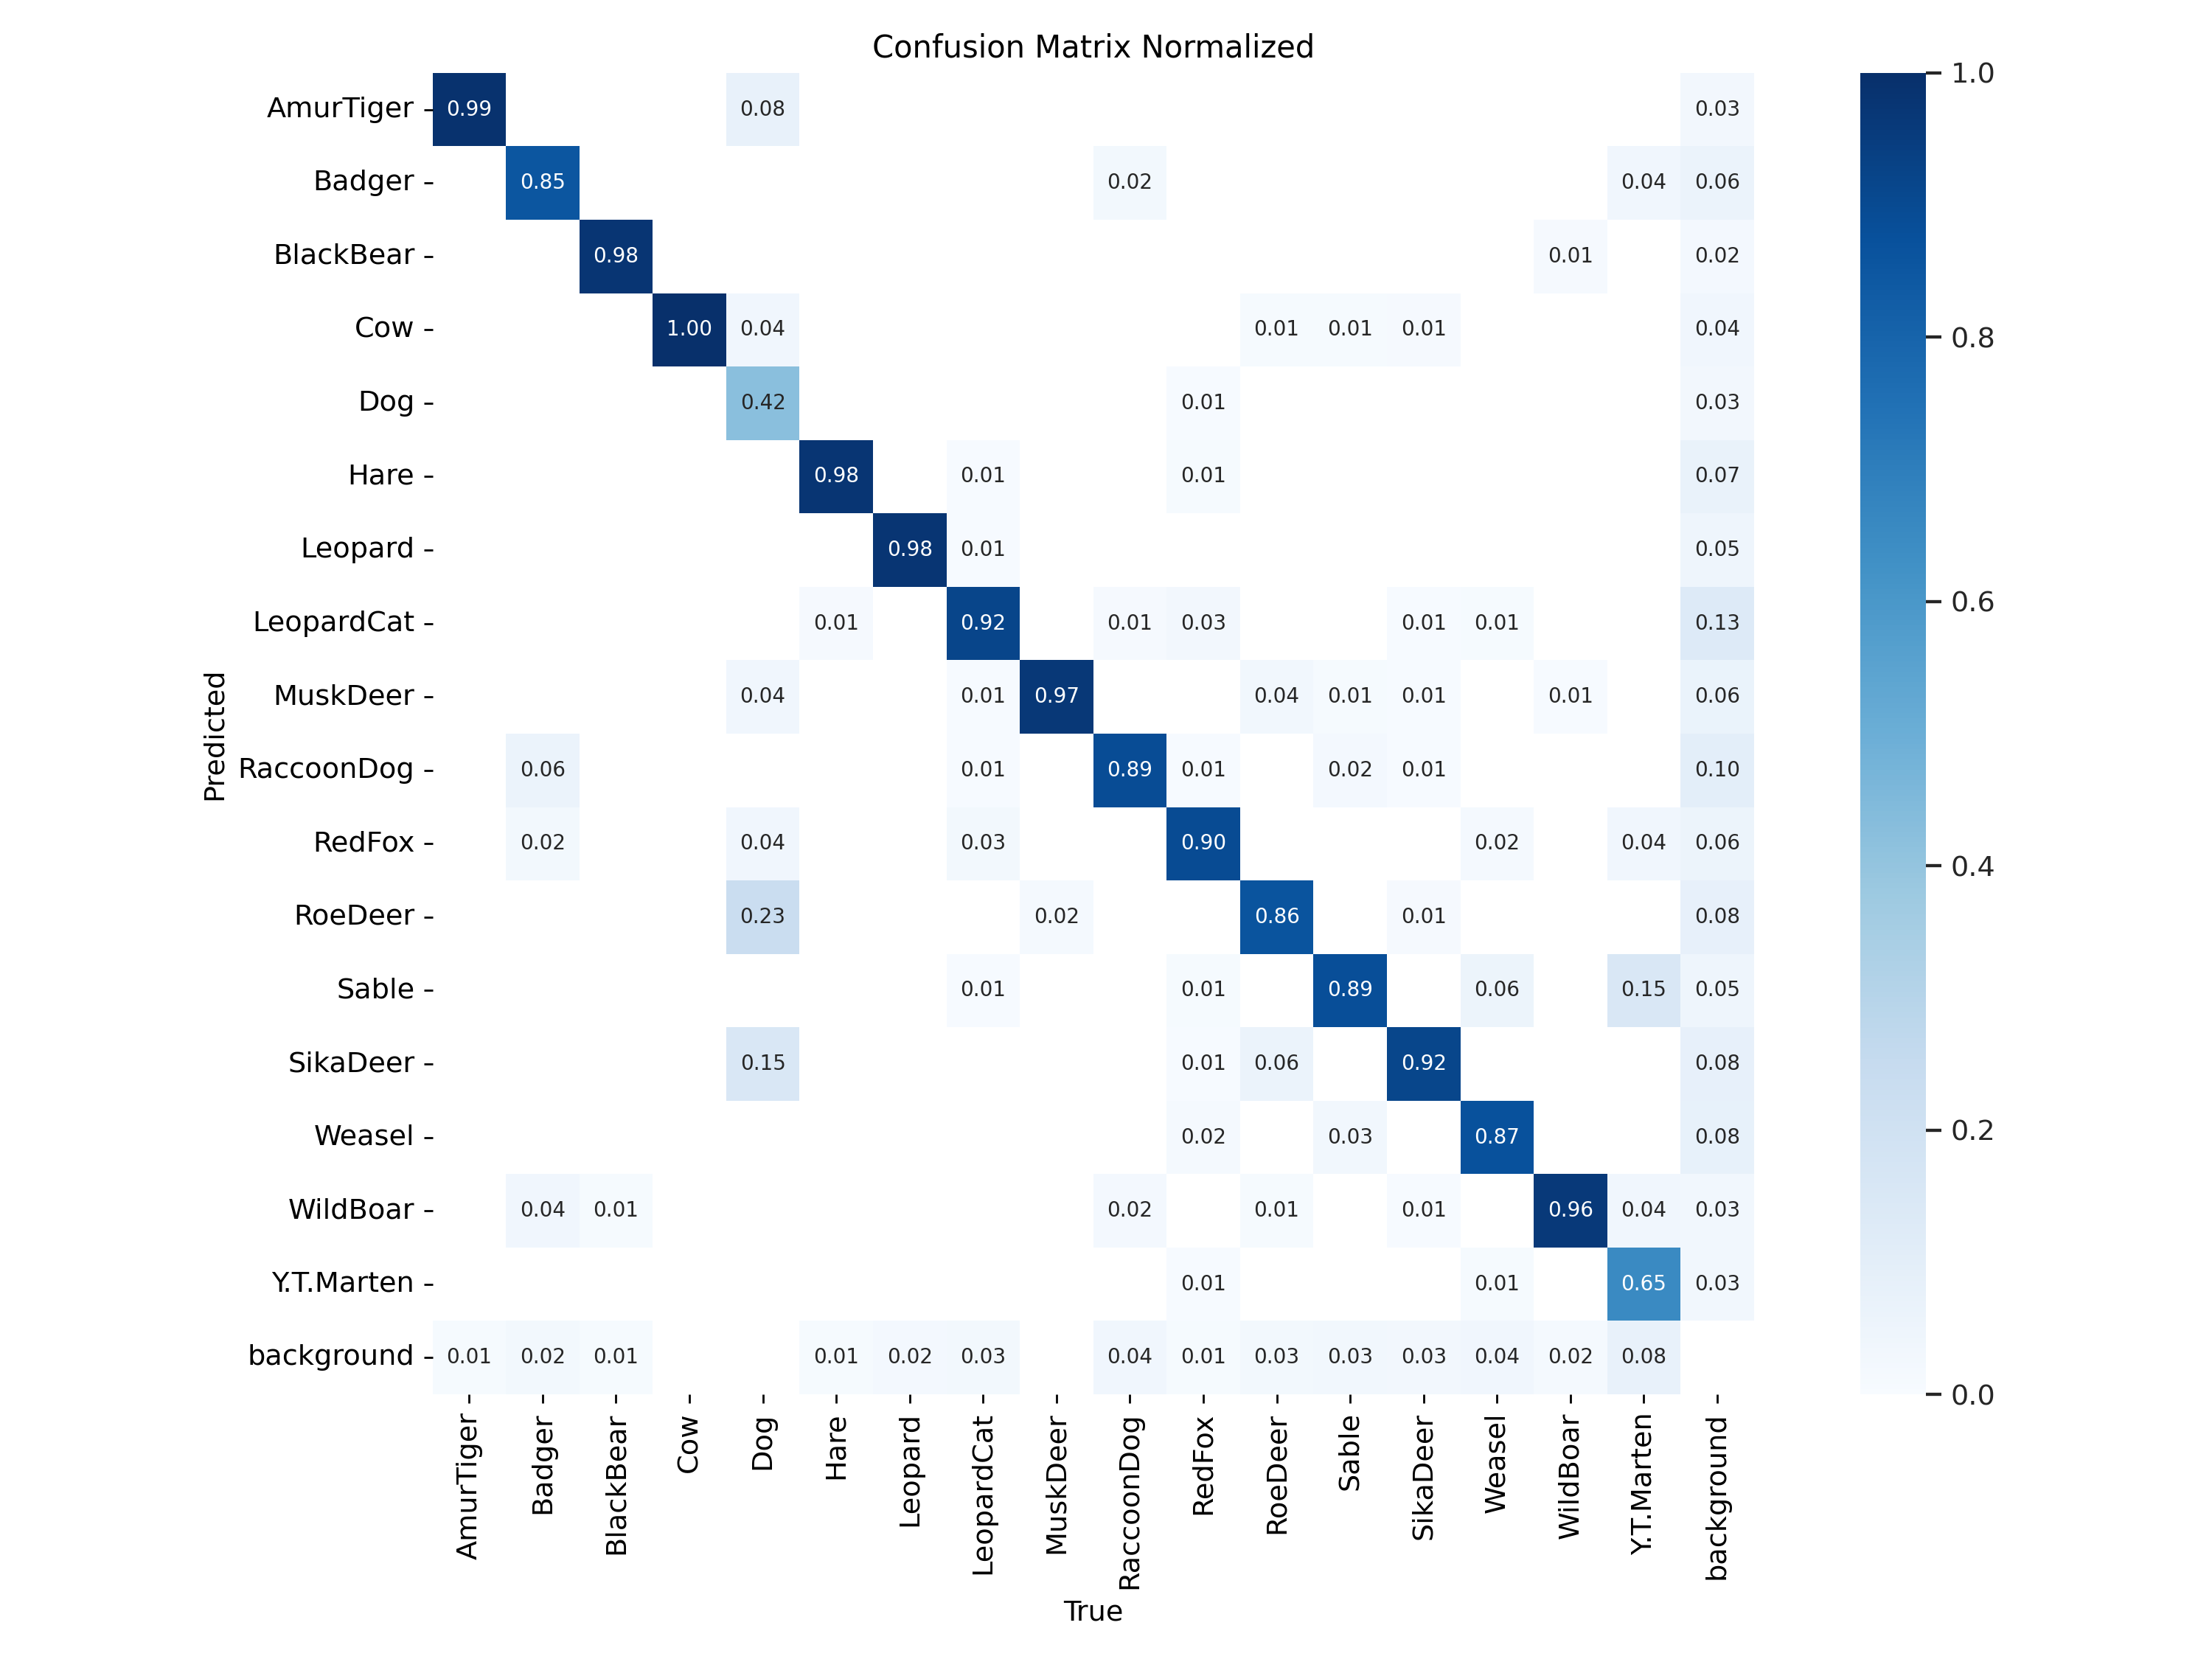 Confusion Matrix Normalized
AmurTiger 0.99 0.08 0.03 1.0
Badger 0.85 0.02 0.04 0.06
BlackBear 0.98 0.01 0.02
Cow 1.00 0.04 0.01 0.01 0.01 0.04 0.8
Dog 0.42 0.01 0.03
Hare 0.98 0.01 0.01 0.07
Leopard 0.98 0.01 0.05
LeopardCat 0.01 0.92 0.01 0.03 0.01 0.01 0.13 0.6
MuskDeer 0.04 0.01 0.97 0.04 0.01 0.01 0.01 0.06
Predicted
RaccoonDog 0.06 0.01 0.89 0.01 0.02 0.01 0.10
RedFox 0.02 0.04 0.03 0.90 0.02 0.04 0.06 0.4
RoeDeer 0.23 0.02 0.86 0.01 0.08
Sable 0.01 0.01 0.89 0.06 0.15 0.05
SikaDeer 0.15 0.01 0.06 0.92 0.08
Weasel 0.02 0.03 0.87 0.08 0.2
WildBoar 0.04 0.01 0.02 0.01 0.01 0.96 0.04 0.03
Y.T.Marten 0.01 0.01 0.65 0.03
background 0.01 0.02 0.01 0.01 0.02 0.03 0.04 0.01 0.03 0.03 0.03 0.04 0.02 0.08
0.0
AmurTiger Badger BlackBear Cow Dog Hare Leopard LeopardCat MuskDeer RaccoonDog RedFox RoeDeer Sable SikaDeer Weasel WildBoar Y.T.Marten background
True